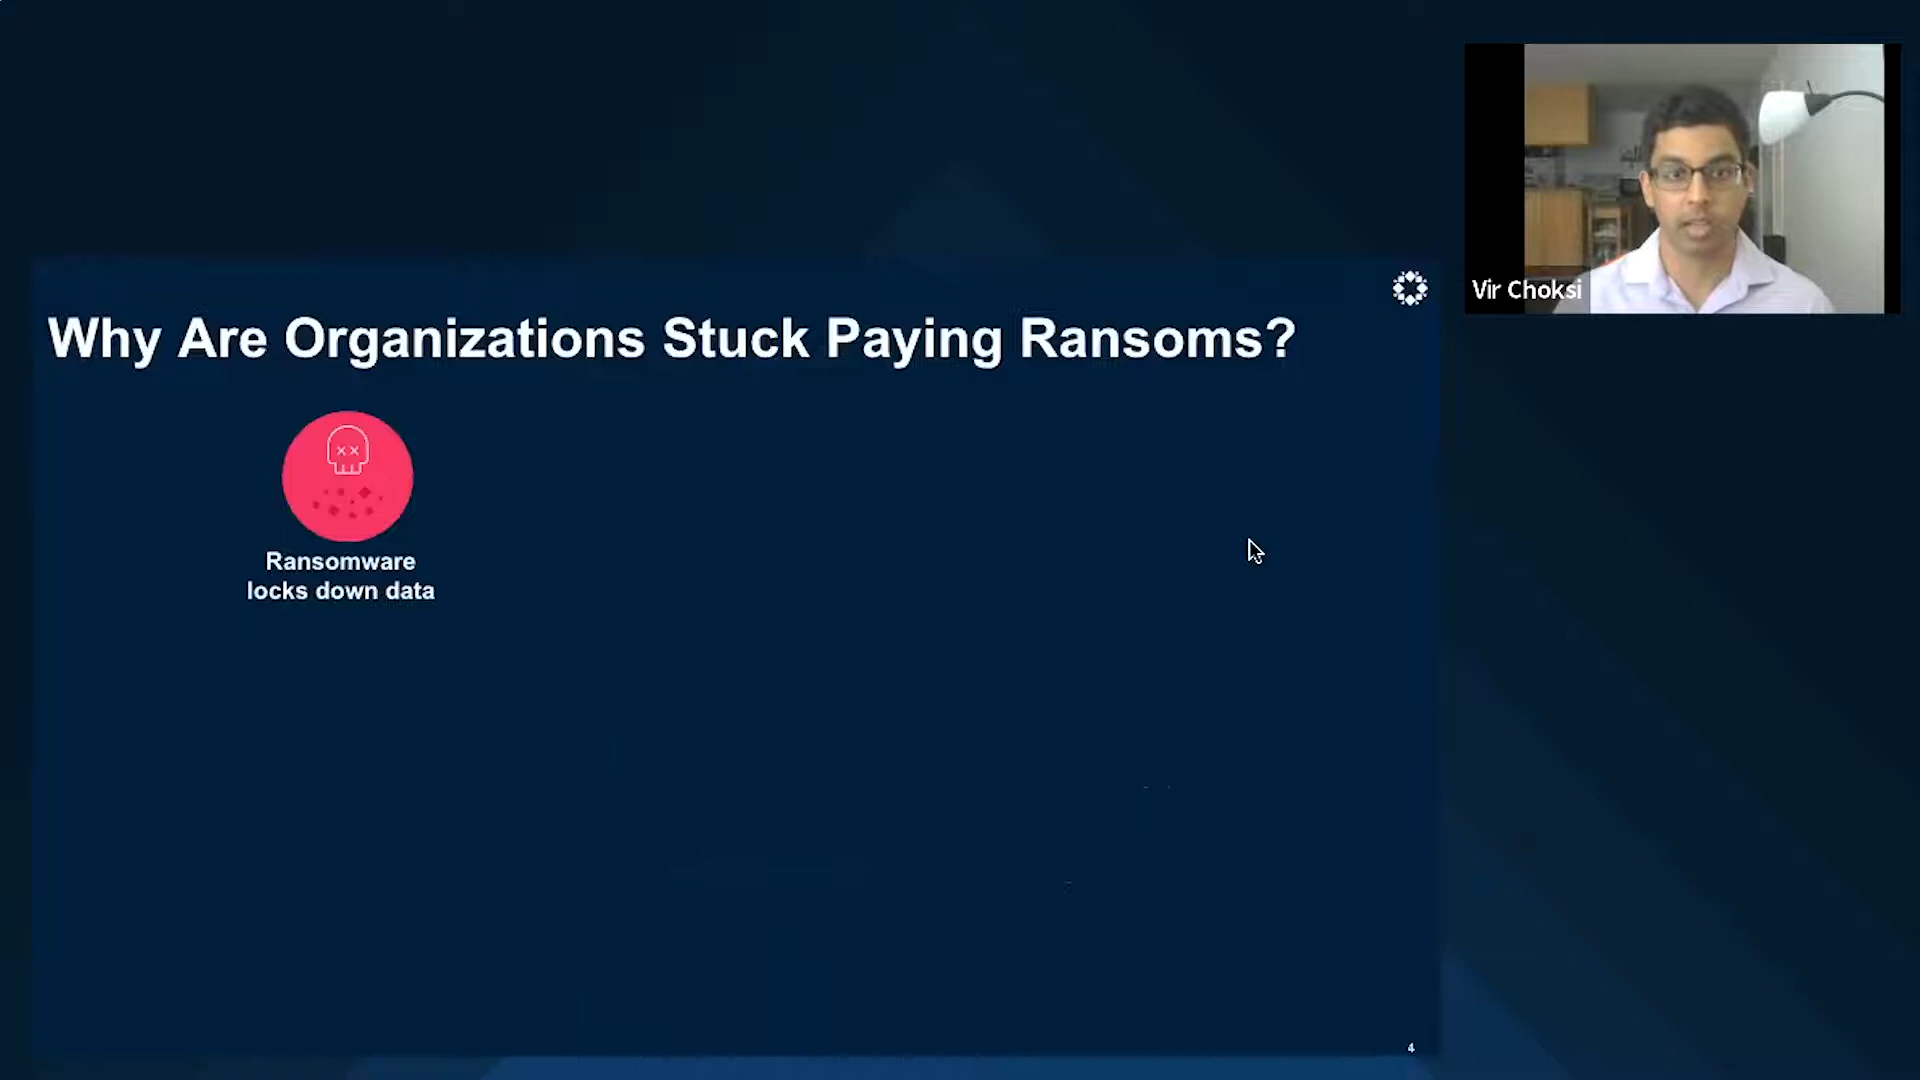 Why Are Organizations Stuck Paying Ransoms?
Ransomware
locks down data
Vir Choksi
4